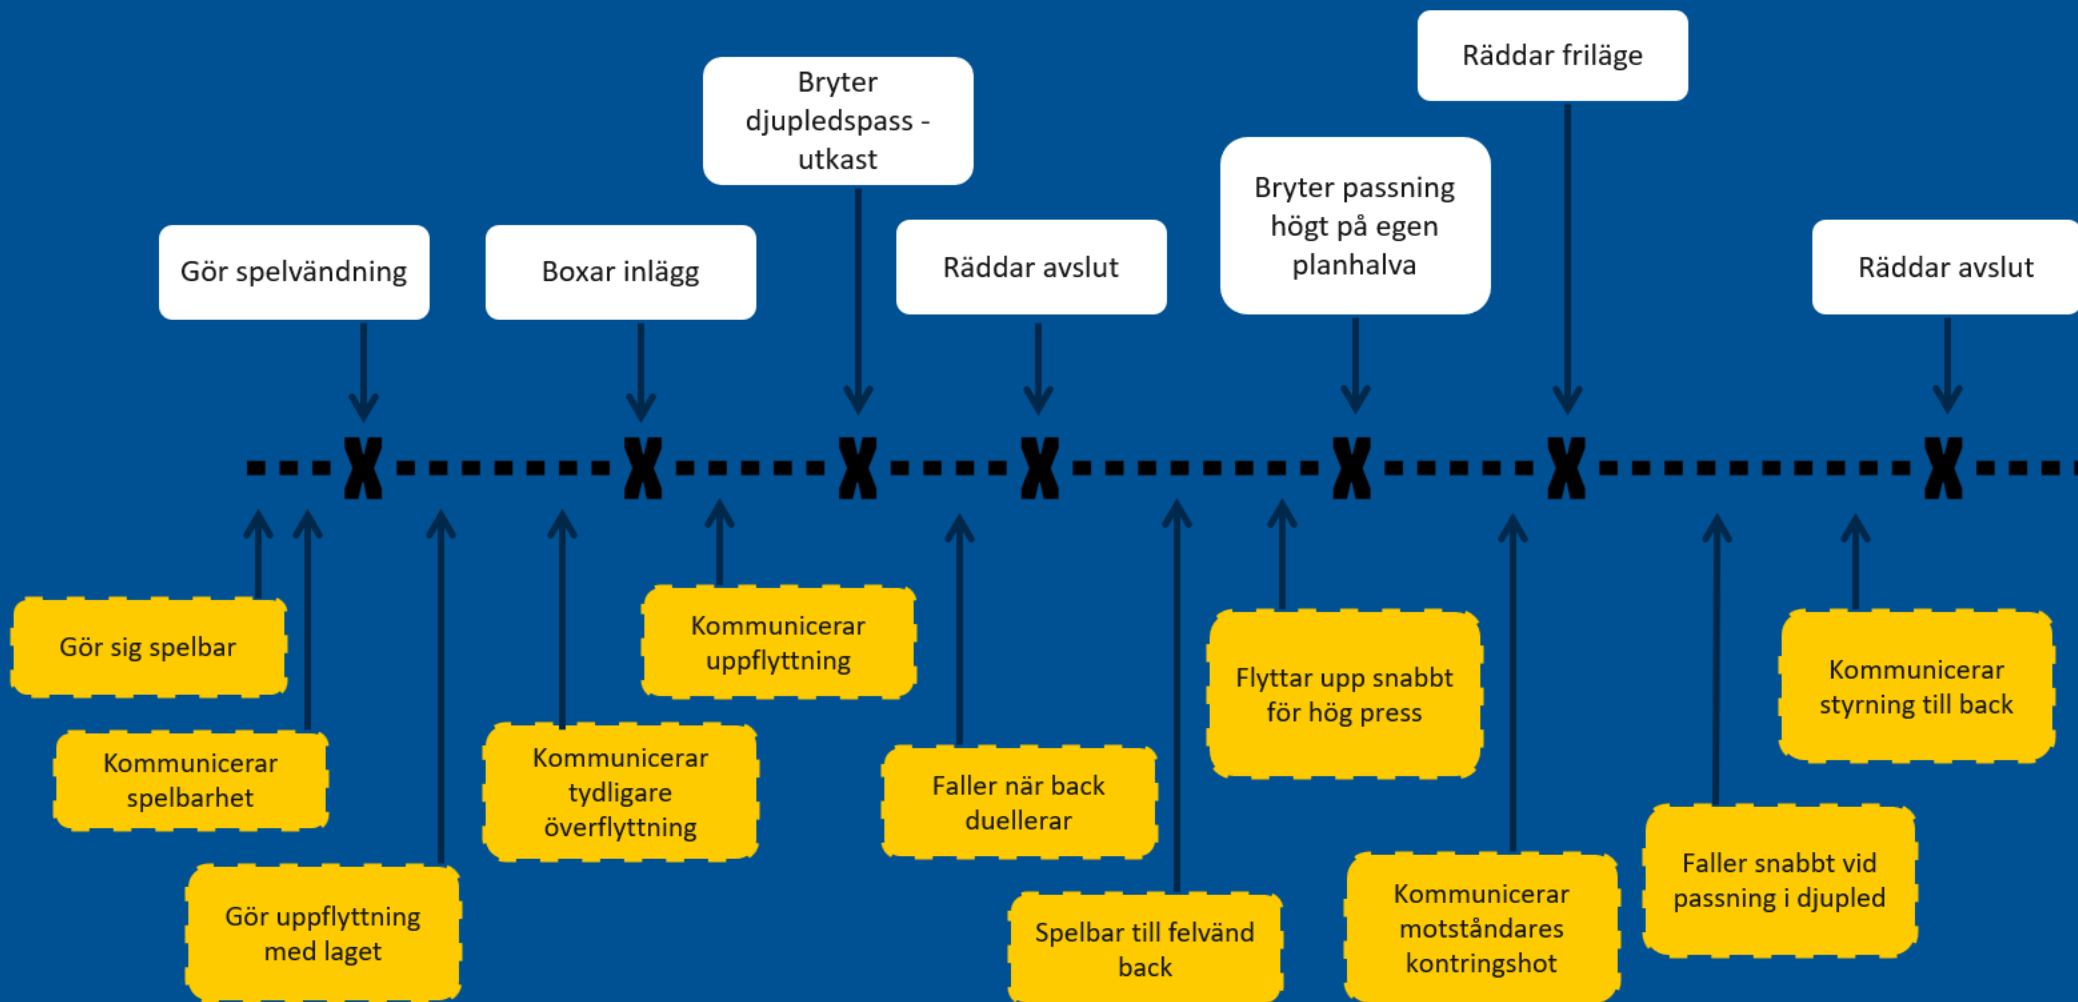 Räddar friläge
Bryter
djupledspass -
utkast
Bryter passning
högt på egen
planhalva
Gör spelvändning
Boxar inlägg
Räddar avslut
Räddar avslut
X X X X X X X
Gör sig spelbar
Kommunicerar
uppflyttning
Flyttar upp snabbt
för hög press
Kommunicerar
styrning till back
Kommunicerar
spelbarhet
Kommunicerar
tydligare
överflyttning
Faller när back
duellerar
Faller snabbt vid
passning i djupled
Gör uppflyttning
med laget
Spelbar till felvänd
back
Kommunicerar
motståndares
kontringshot